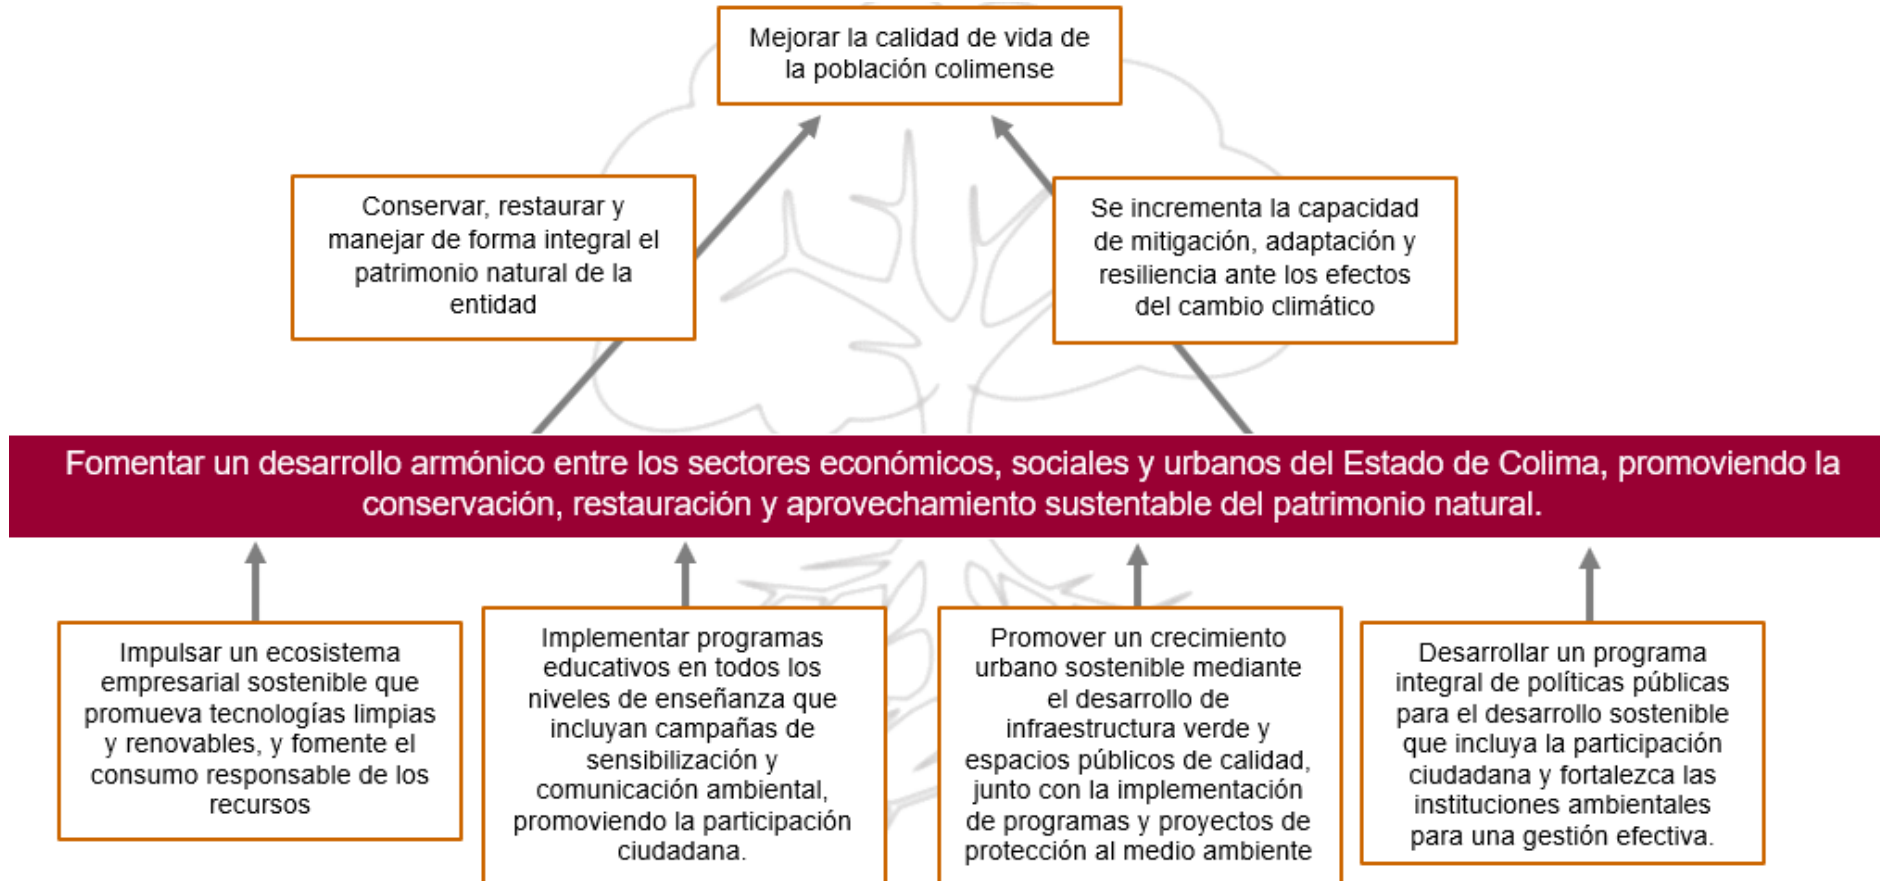 Mejorar la calidad de vida de
la población colimense
Conservar, restaurar y
manejar de forma integral el
patrimonio natural de la
entidad
Se incrementa la capacidad
de mitigación, adaptación y
resiliencia ante los efectos
del cambio climático
Fomentar un desarrollo armónico entre los sectores económicos, sociales y urbanos del Estado de Colima, promoviendo la
conservación, restauración y aprovechamiento sustentable del patrimonio natural.
Impulsar un ecosistema
empresarial sostenible que
promueva tecnologías limpias
y renovables, y fomente el
consumo responsable de los
recursos
Implementar programas
educativos en todos los
niveles de enseñanza que
incluyan campañas de
sensibilización y
comunicación ambiental,
promoviendo la participación
ciudadana.
Promover un crecimiento
urbano sostenible mediante
el desarrollo de
infraestructura verde y
espacios públicos de calidad,
junto con la implementación
de programas y proyectos de
protección al medio ambiente
Desarrollar un programa
integral de políticas públicas
para el desarrollo sostenible
que incluya la participación
ciudadana y fortalezca las
instituciones ambientales
para una gestión efectiva.